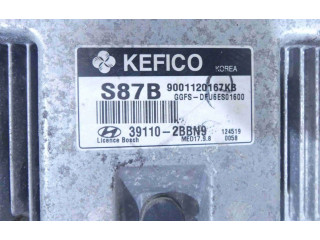 KEFICO
KOREA
S87B 9001120167KB
GGFS-DFU6ES01600
39110-2BBN9 124519
Licence Bosch MED17.9.8 0058